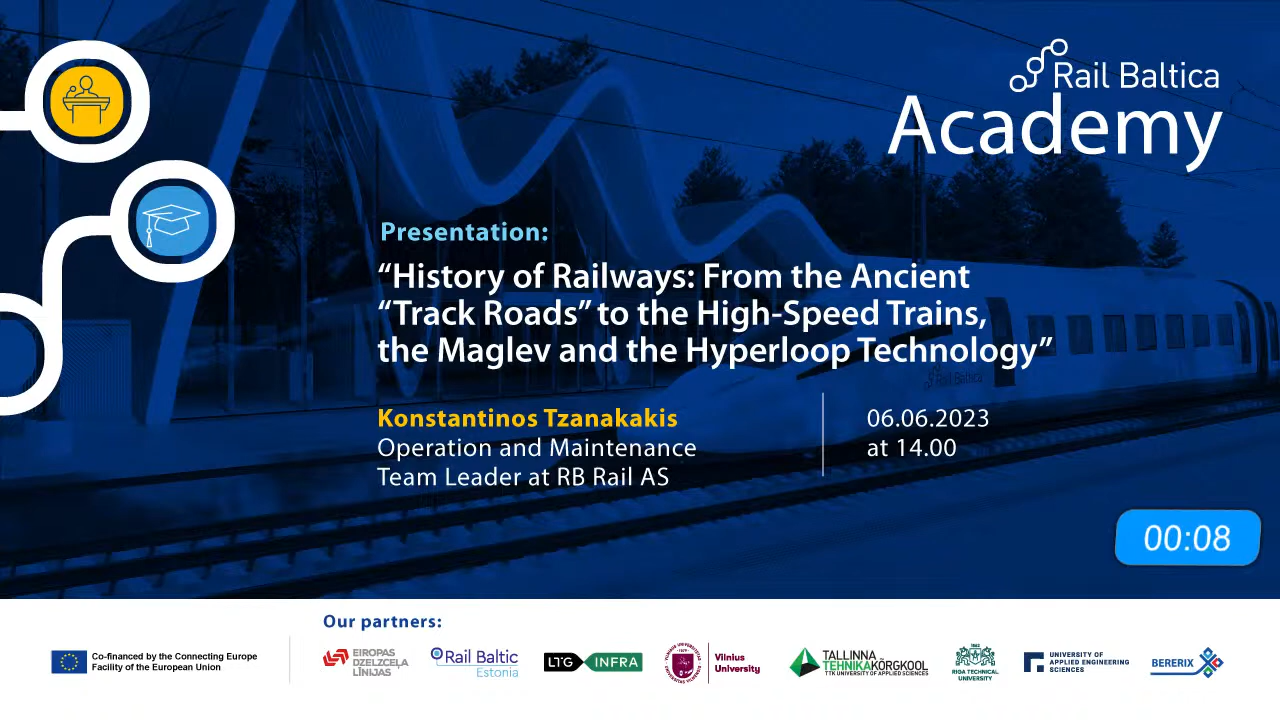 Rail Baltica
Academy
Presentation:
“History of Railways: From the Ancient
“Track Roads” to the High-Speed Trains,
the Maglev and the Hyperloop Technology”
Konstantinos Tzanakakis
Operation and Maintenance
Team Leader at RB Rail AS
06.06.2023
at 14.00
00:08
Our partners:
Co-financed by the Connecting Europe
Facility of the European Union
EIROPAS
DZELZCEĻA
LĪNIJAS
Rail Baltic
Estonia
LTG INFRA
Vilnius
University
TALLINNA
TEHNIKAKÕRGKOOL
TTK UNIVERSITY OF APPLIED SCIENCES
RIGA TECHNICAL
UNIVERSITY
UNIVERSITY OF
APPLIED ENGINEERING
SCIENCES
BERERIX